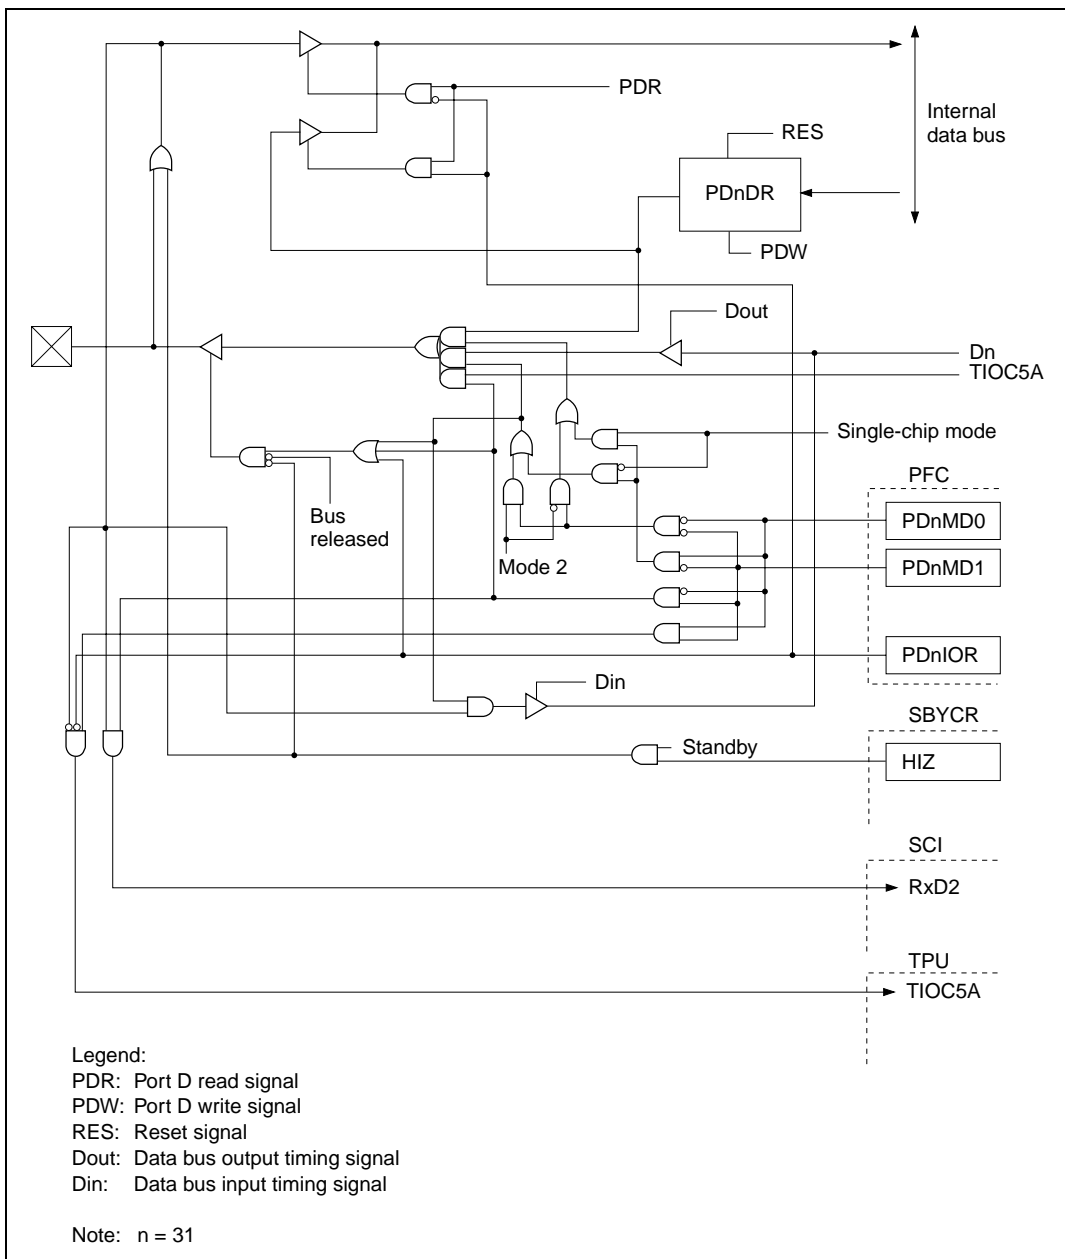 PDR
Internal
data bus
RES
PDnDR
PDW
Dout
Dn
TIOC5A
Single-chip mode
PFC
PDnMD0
Bus
released
Mode 2
PDnMD1
PDnIOR
Din
SBYCR
Standby
HIZ
SCI
RxD2
TPU
TIOC5A
Legend:
PDR: Port D read signal
PDW: Port D write signal
RES: Reset signal
Dout: Data bus output timing signal
Din: Data bus input timing signal
Note: n = 31